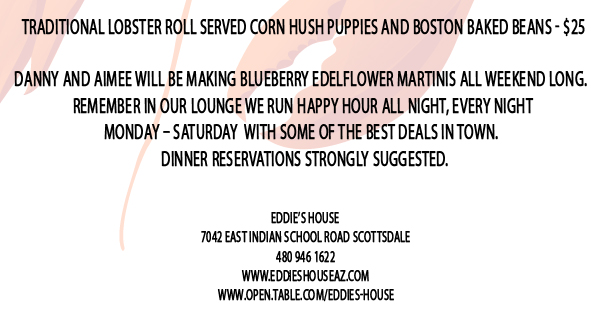 TRADITIONAL LOBSTER ROLL SERVED CORN HUSH PUPPIES AND BOSTON BAKED BEANS - $25
DANNY AND AIMEE WILL BE MAKING BLUEBERRY EDELFLOWER MARTINIS ALL WEEKEND LONG.
REMEMBER IN OUR LOUNGE WE RUN HAPPY HOUR ALL NIGHT, EVERY NIGHT
MONDAY – SATURDAY WITH SOME OF THE BEST DEALS IN TOWN.
DINNER RESERVATIONS STRONGLY SUGGESTED.
EDDIE'S HOUSE
7042 EAST INDIAN SCHOOL ROAD SCOTTSDALE
480 946 1622
WWW.EDDIESHOUSEAZ.COM
WWW.OPEN.TABLE.COM/EDDIES-HOUSE